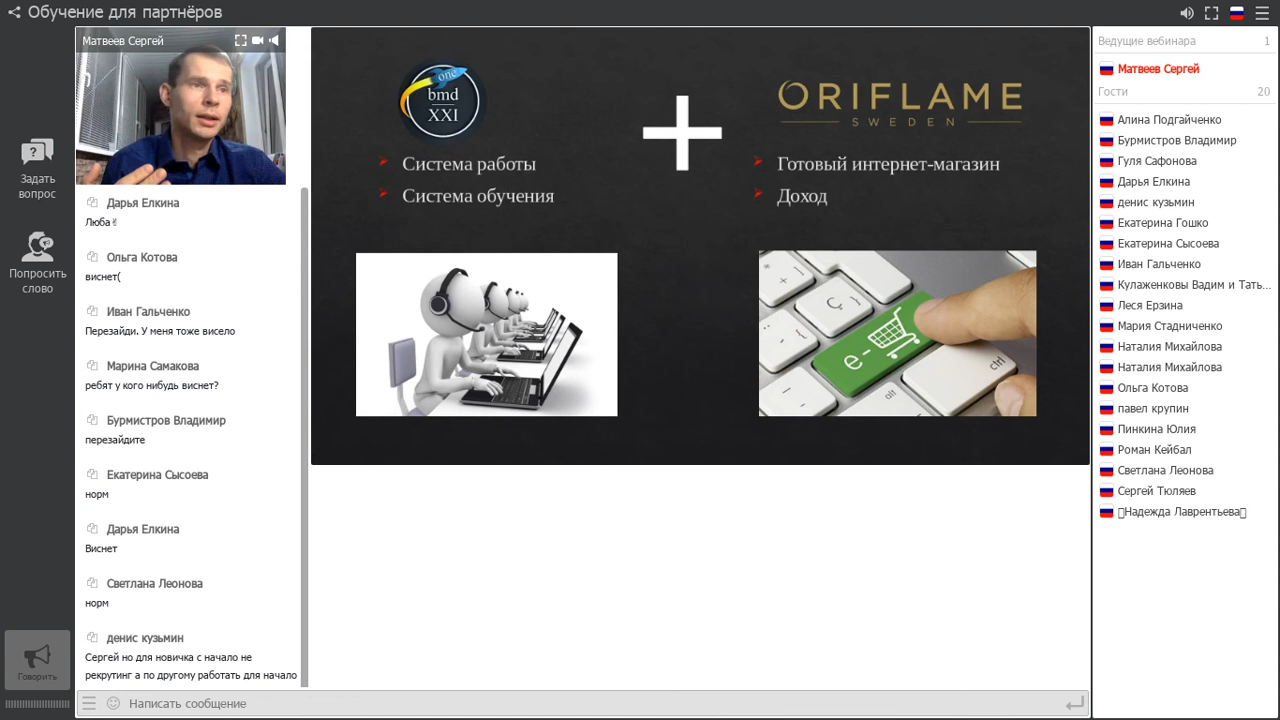 Обучение для партнёров
Матвеев Сергей
Задать
вопрос
Попросить
слово
Говорить
Дарья Елкина
Люба✌
Ольга Котова
виснет(
Иван Гальченко
Перезайди. У меня тоже висело
Марина Самакова
ребят у кого нибудь виснет?
Бурмистров Владимир
перезайдите
Екатерина Сысоева
норм
Дарья Елкина
Виснет
Светлана Леонова
норм
денис кузьмин
Сергей но для новичка с начало не
рекрутинг а по другому работать для начало
Написать сообщение
one
bmd
XXI
Система работы
Система обучения
ORIFLAME
SWEDEN
Готовый интернет-магазин
Доход
e-
ctrl
Ведущие вебинара 1
Матвеев Сергей
Гости 20
Алина Подгайченко
Бурмистров Владимир
Гуля Сафонова
Дарья Елкина
денис кузьмин
Екатерина Гошко
Екатерина Сысоева
Иван Гальченко
Кулаженковы Вадим и Тать...
Леся Ерзина
Мария Стадниченко
Наталия Михайлова
Наталия Михайлова
Ольга Котова
павел крупин
Пинкина Юлия
Роман Кейбал
Светлана Леонова
Сергей Тюляев
Надежда Лаврентьева